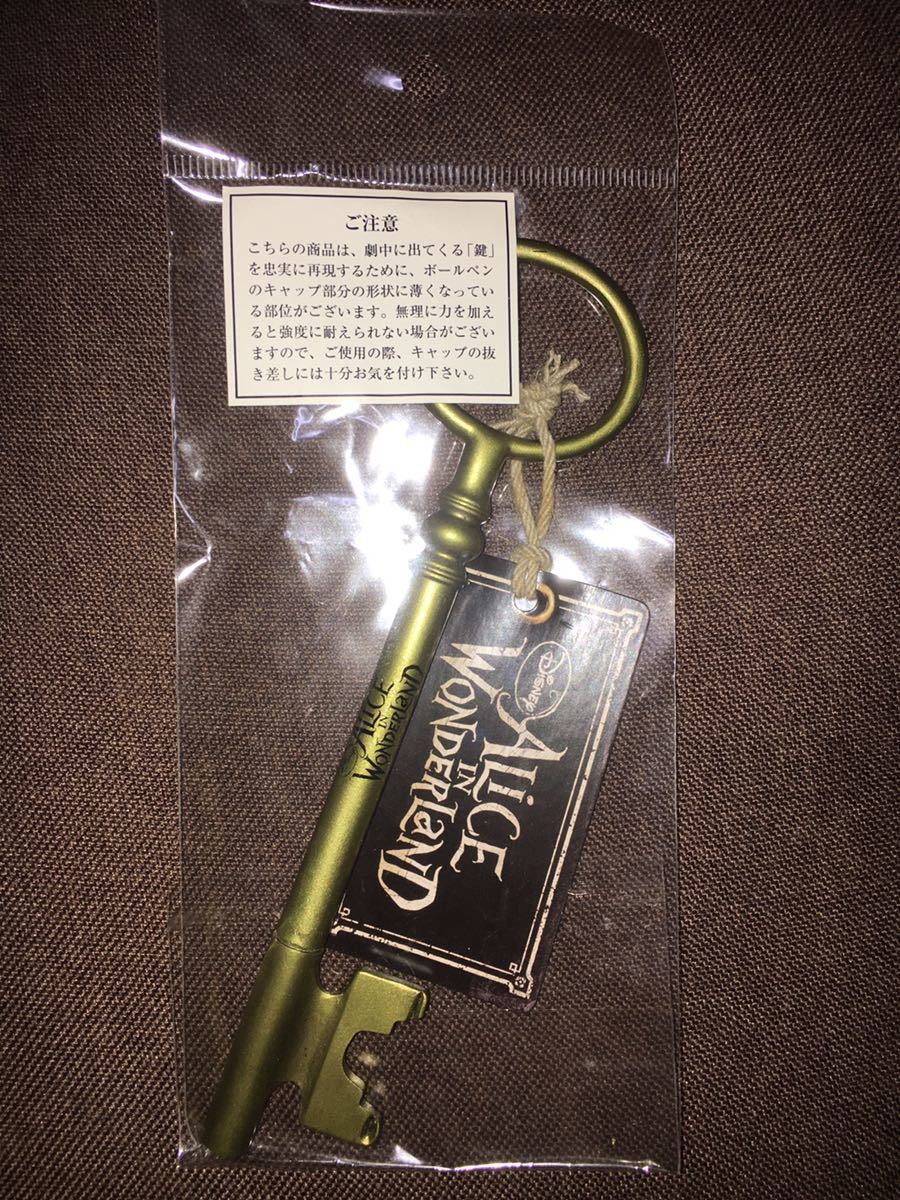 ご注意
こちらの商品は、劇中に出てくる「鍵」
を忠実に再現するために、ボールペン
のキャップ部分の形状に薄くなってい
る部位がございます。無理に力を加え
ると強度に耐えられない場合がござい
ますので、ご使用の際、キャップの抜
き差しには十分お気を付け下さい。
ALiCE
IN
WONDERLaND
DISNEP
ALiCE
IN
WONDERLaND